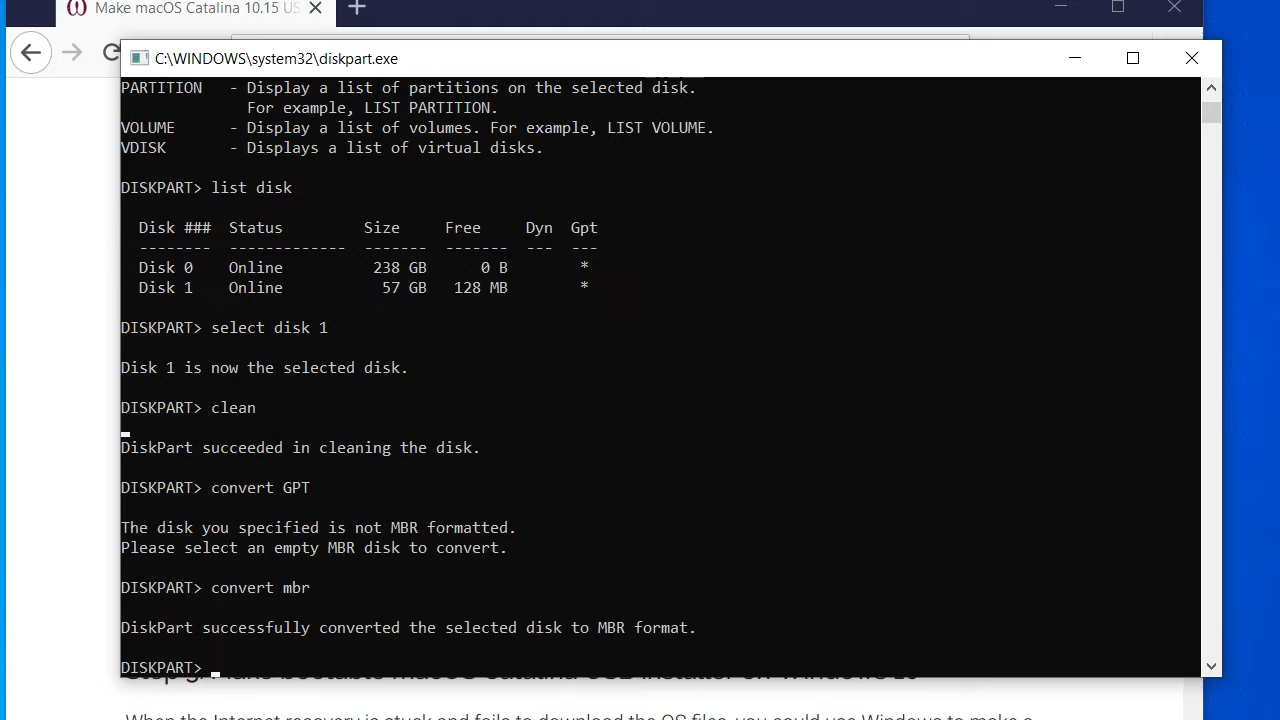 Make macOS Catalina 10.15 US
C:\WINDOWS\system32\diskpart.exe
PARTITION - Display a list of partitions on the selected disk.
For example, LIST PARTITION.
VOLUME - Display a list of volumes. For example, LIST VOLUME.
VDISK - Displays a list of virtual disks.
DISKPART> list disk
Disk ### Status Size Free Dyn Gpt
-------- ------------- ------- ------- --- ---
Disk 0 Online 238 GB 0 B *
Disk 1 Online 57 GB 128 MB *
DISKPART> select disk 1
Disk 1 is now the selected disk.
DISKPART> clean
DiskPart succeeded in cleaning the disk.
DISKPART> convert GPT
The disk you specified is not MBR formatted.
Please select an empty MBR disk to convert.
DISKPART> convert mbr
DiskPart successfully converted the selected disk to MBR format.
DISKPART>
When the Internet recovery is stuck and fails to download the OS files, you could use Windows to make a